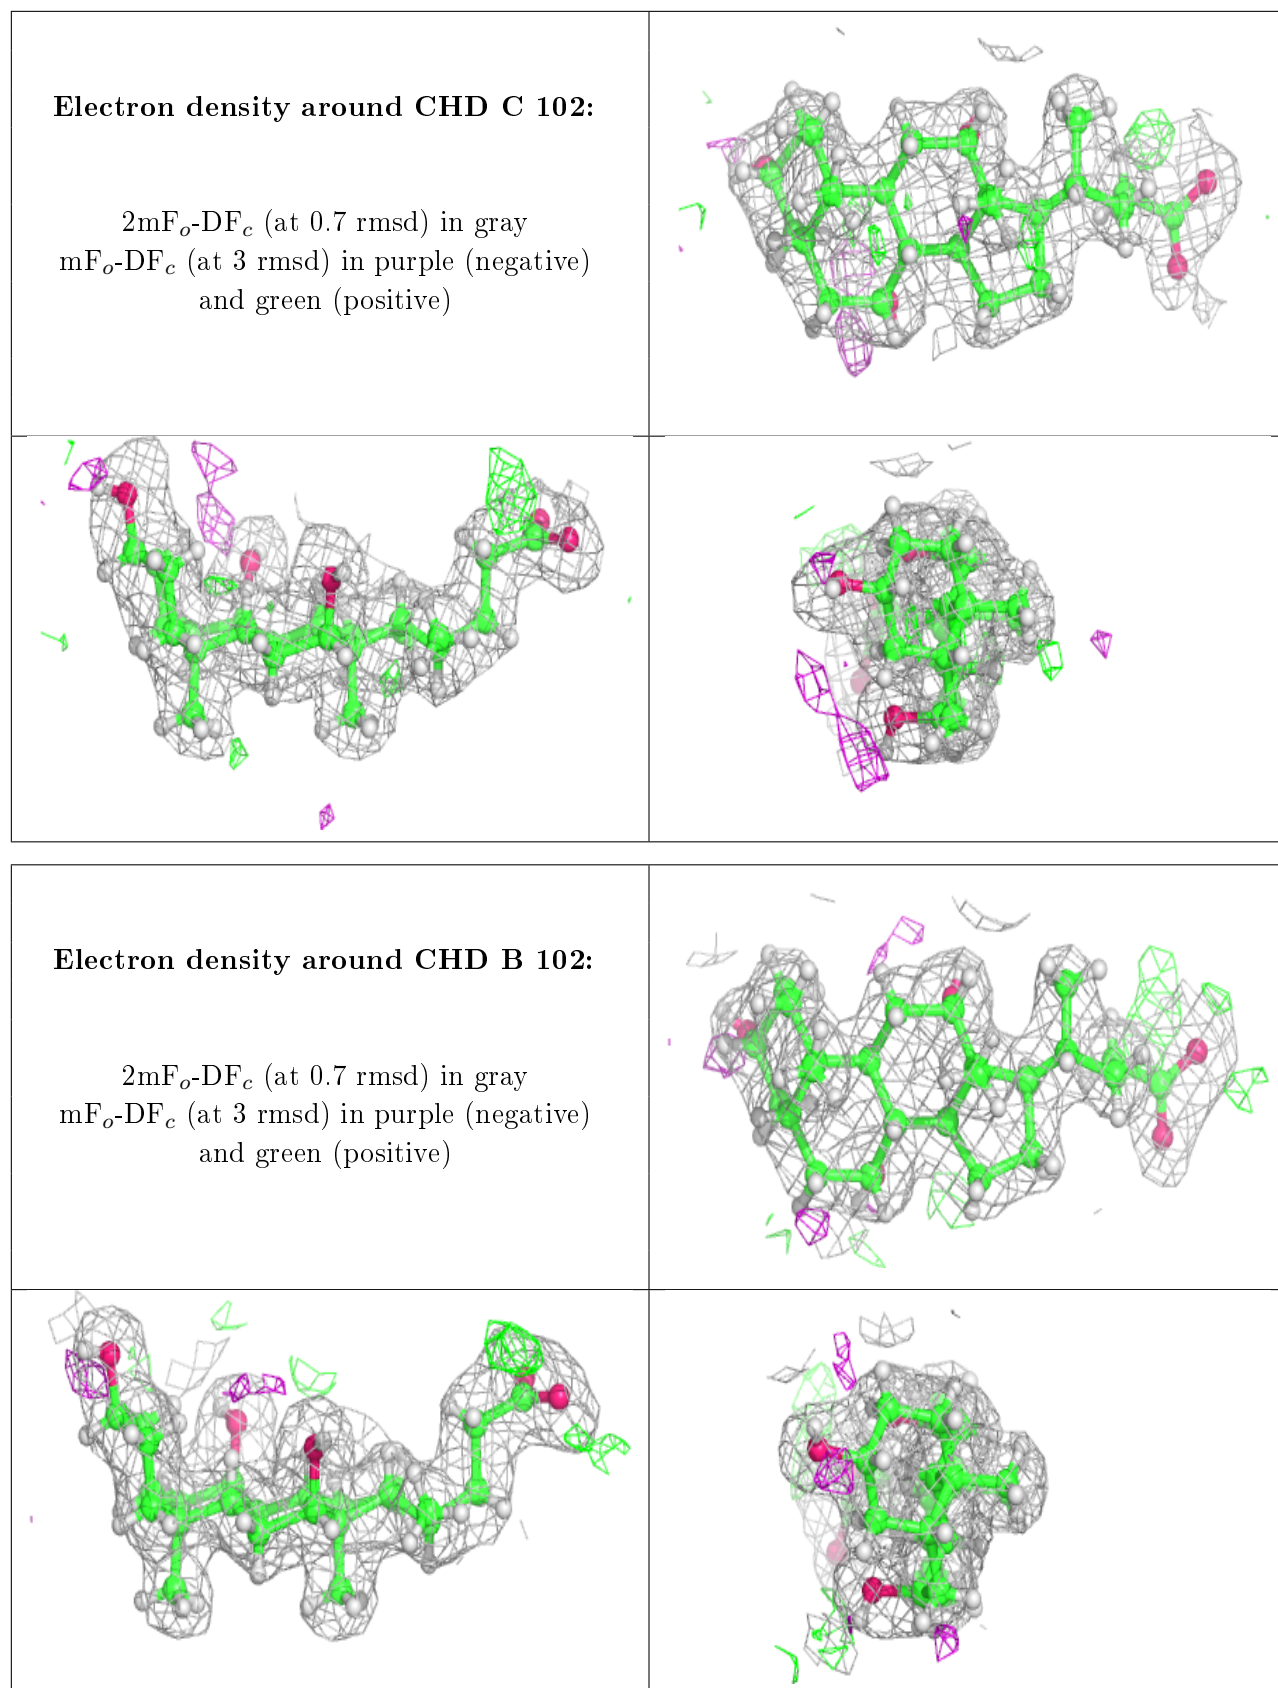 Electron density around CHD C 102:
2mFo-DFc (at 0.7 rmsd) in gray
mFo-DFc (at 3 rmsd) in purple (negative)
and green (positive)
Electron density around CHD B 102:
2mFo-DFc (at 0.7 rmsd) in gray
mFo-DFc (at 3 rmsd) in purple (negative)
and green (positive)